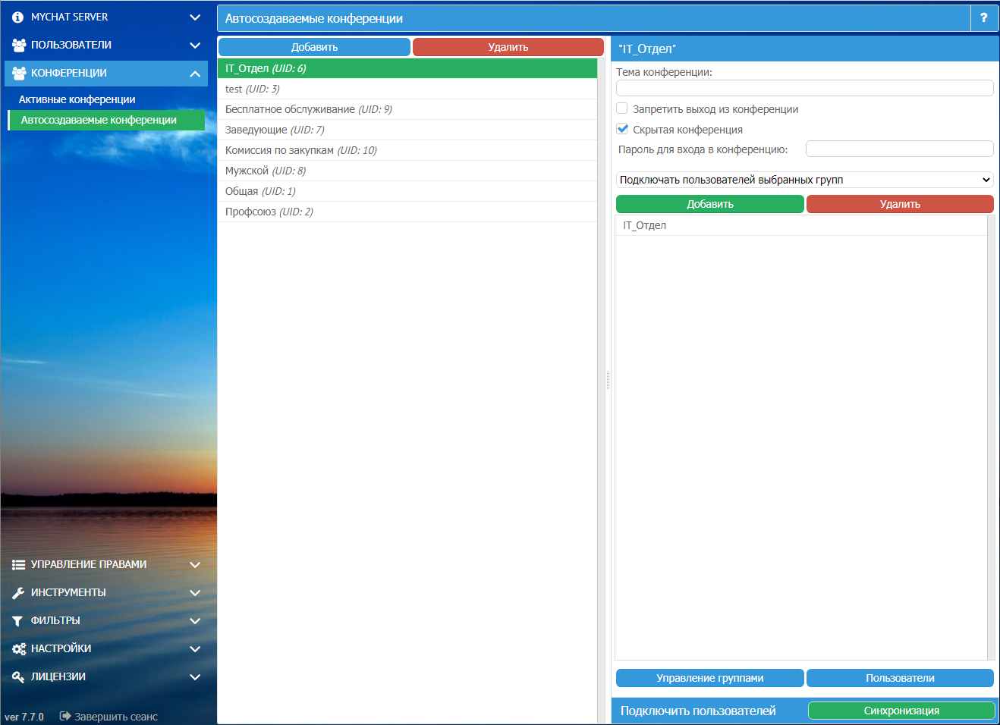 MYCHAT SERVER
ПОЛЬЗОВАТЕЛИ
КОНФЕРЕНЦИИ
Активные конференции
Автосоздаваемые конференции
УПРАВЛЕНИЕ ПРАВАМИ
ИНСТРУМЕНТЫ
ФИЛЬТРЫ
НАСТРОЙКИ
ЛИЦЕНЗИИ
ver 7.7.0 Завершить сеанс
Автосоздаваемые конференции ?
Добавить Удалить
IT_Отдел (UID: 6)
test (UID: 3)
Бесплатное обслуживание (UID: 9)
Заведующие (UID: 7)
Комиссия по закупкам (UID: 10)
Мужской (UID: 8)
Общая (UID: 1)
Профсоюз (UID: 2)
"IT_Отдел"
Тема конференции:
Запретить выход из конференции
Скрытая конференция
Пароль для входа в конференцию:
Подключать пользователей выбранных групп
Добавить Удалить
IT_Отдел
Управление группами Пользователи
Подключить пользователей Синхронизация